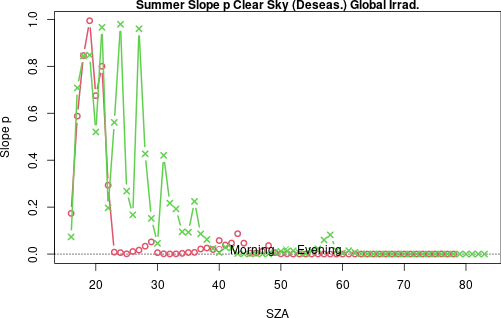 Summer Slope p Clear Sky (Deseas.) Global Irrad.
Slope p
1.0
0.8
0.6
0.4
0.2
0.0
Morning Evening
20 30 40 50 60 70 80
SZA